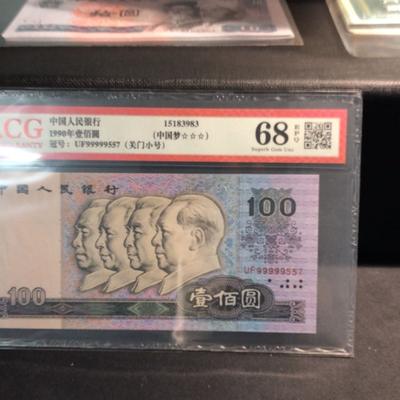 CG
中国人民银行
1990年壹佰圆
冠号：UF99999557（关门小号）
15183983
（中国梦☆☆☆）
68 EPQ
Superb Gem Unc
中国人民银行
100
UF99999557
100
壹佰圆